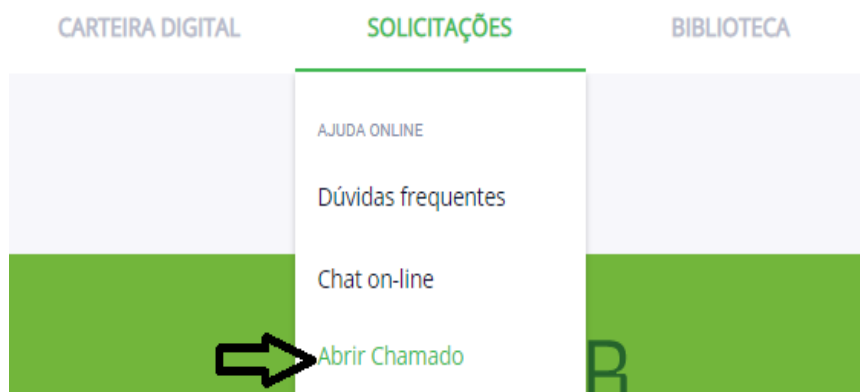 CARTEIRA DIGITAL SOLICITAÇÕES BIBLIOTECA
AJUDA ONLINE
Dúvidas frequentes
Chat on-line
Abrir Chamado
B